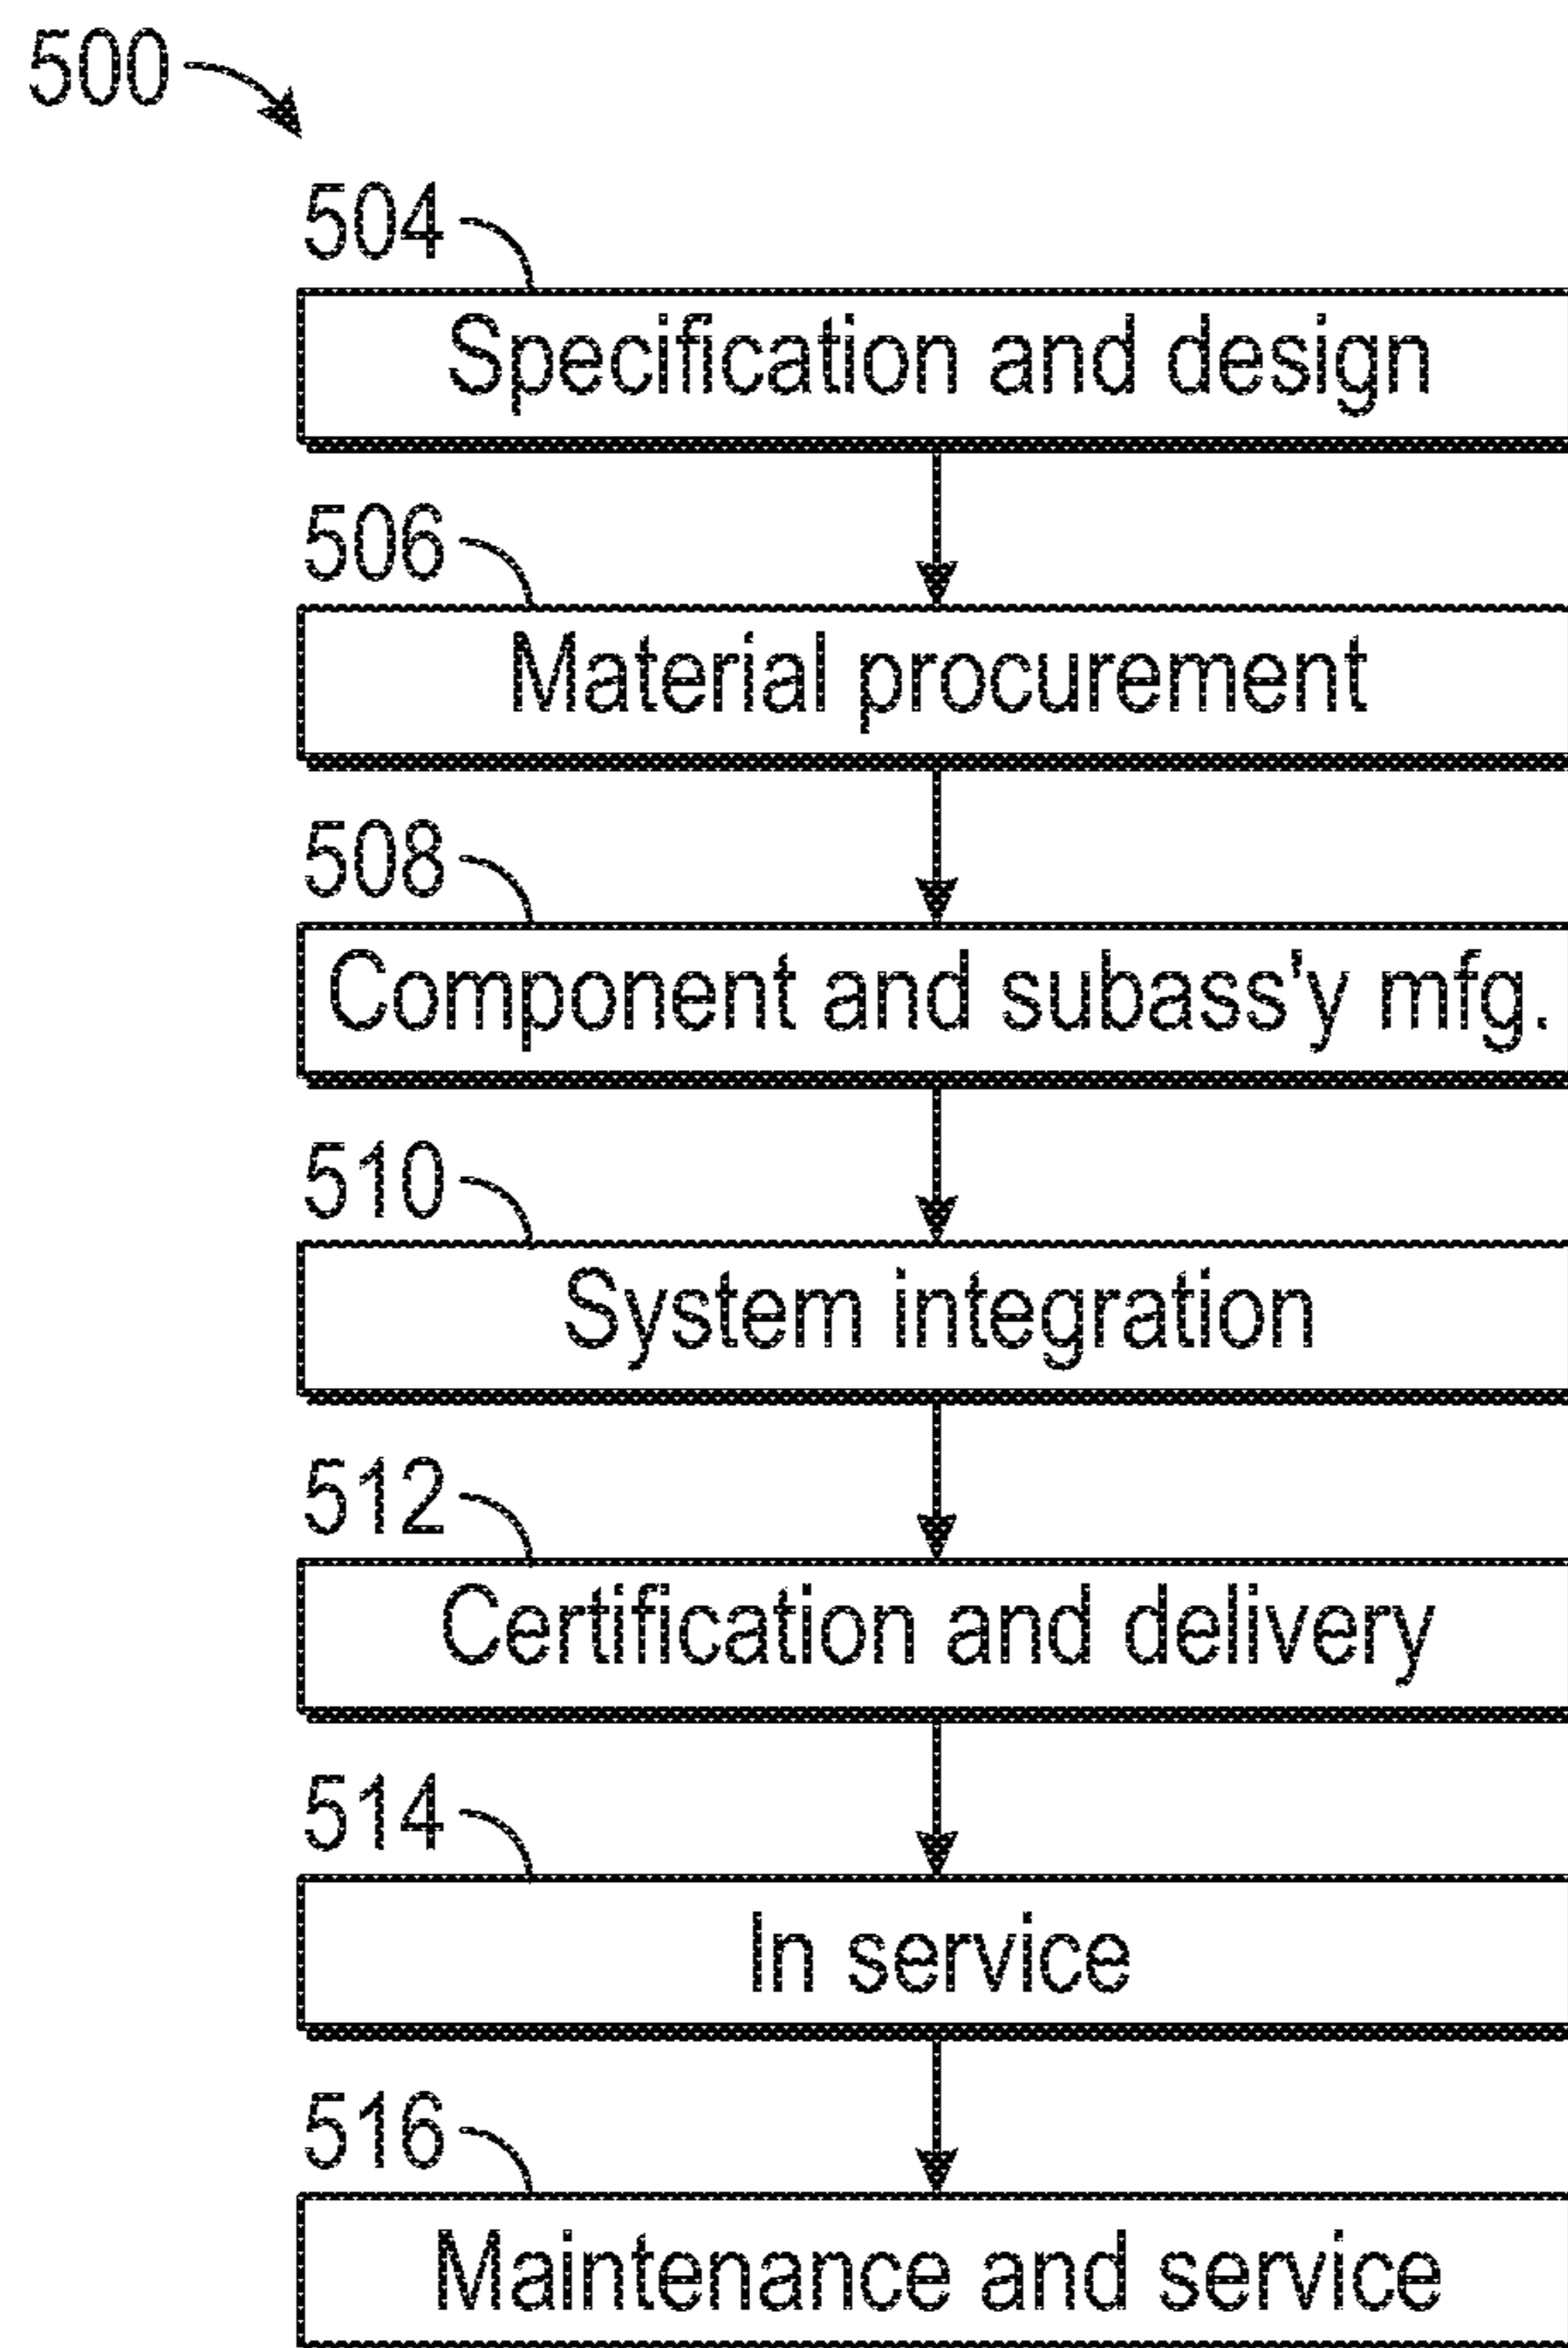 500
504
Specification and design
506
Material procurement
508
Component and subass'y mfg.
510
System integration
512
Certification and delivery
514
In service
516
Maintenance and service